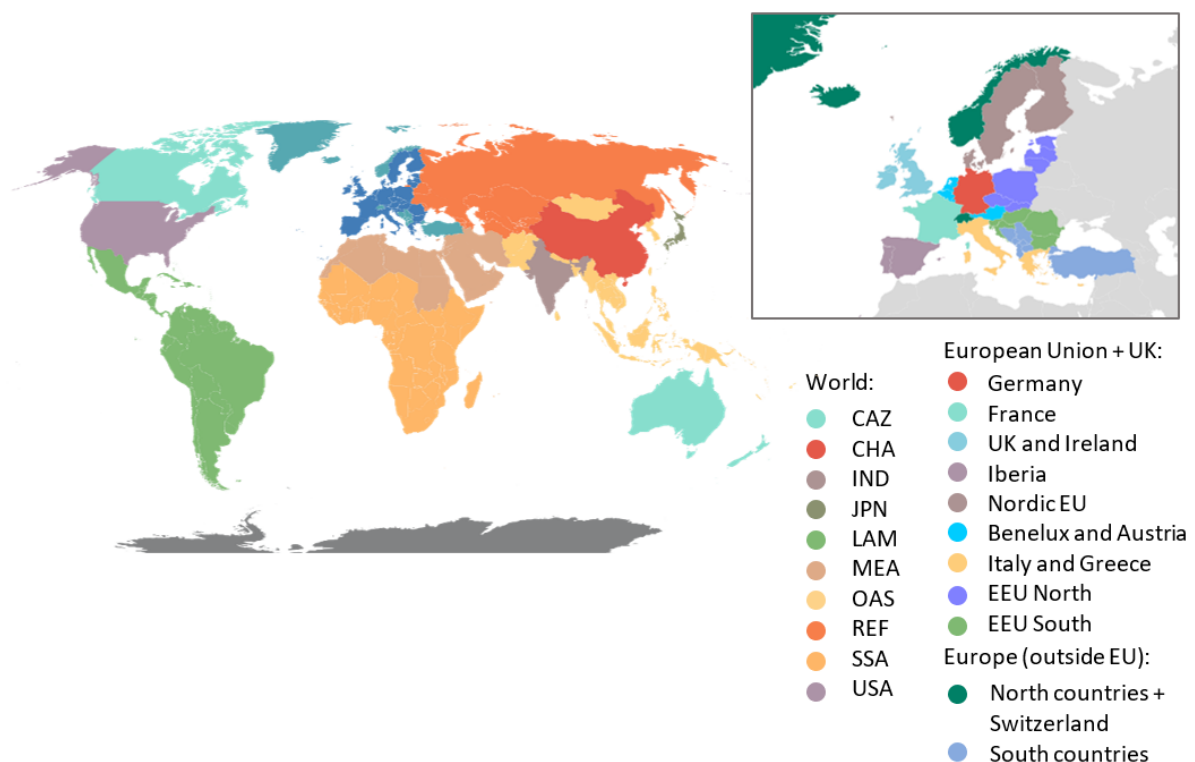 World:
CAZ
CHA
IND
JPN
LAM
MEA
OAS
REF
SSA
USA
European Union + UK:
Germany
France
UK and Ireland
Iberia
Nordic EU
Benelux and Austria
Italy and Greece
EEU North
EEU South
Europe (outside EU):
North countries +
Switzerland
South countries